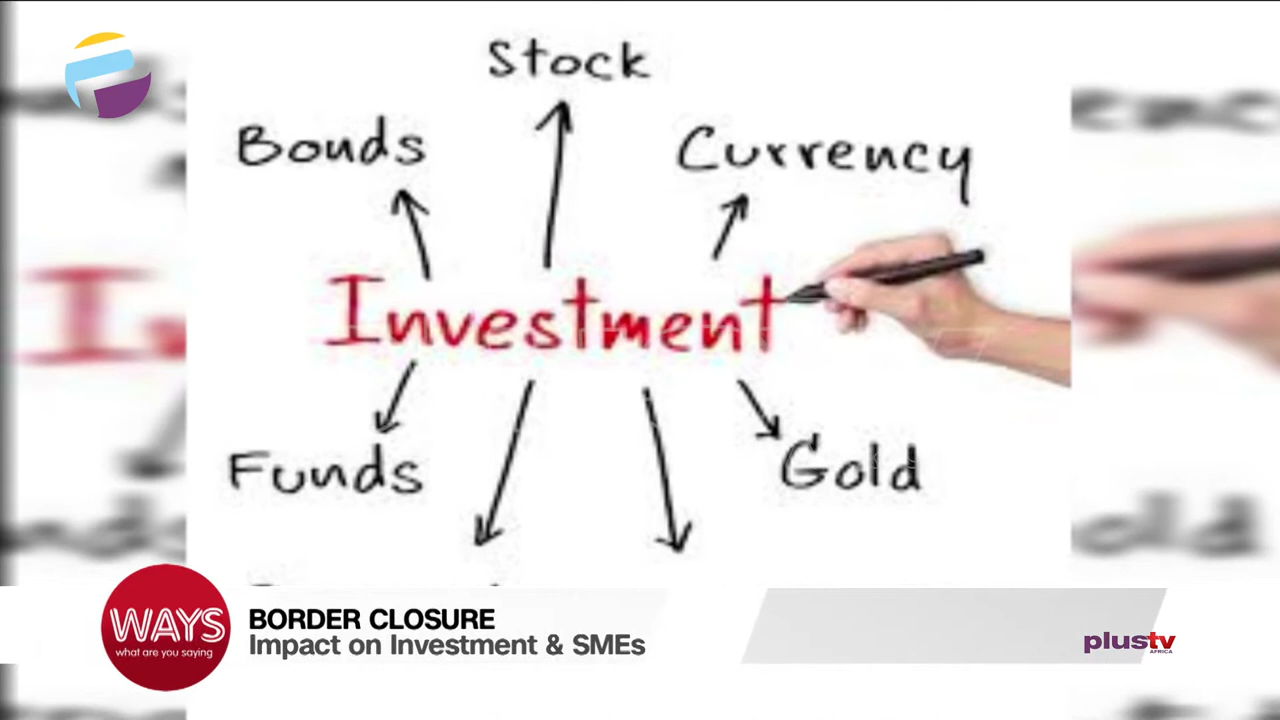 Stock
Bonds
Currency
Investment
Funds
Gold
WAYS
what are you saying
BORDER CLOSURE
Impact on Investment & SMEs
plustv
AFRICA